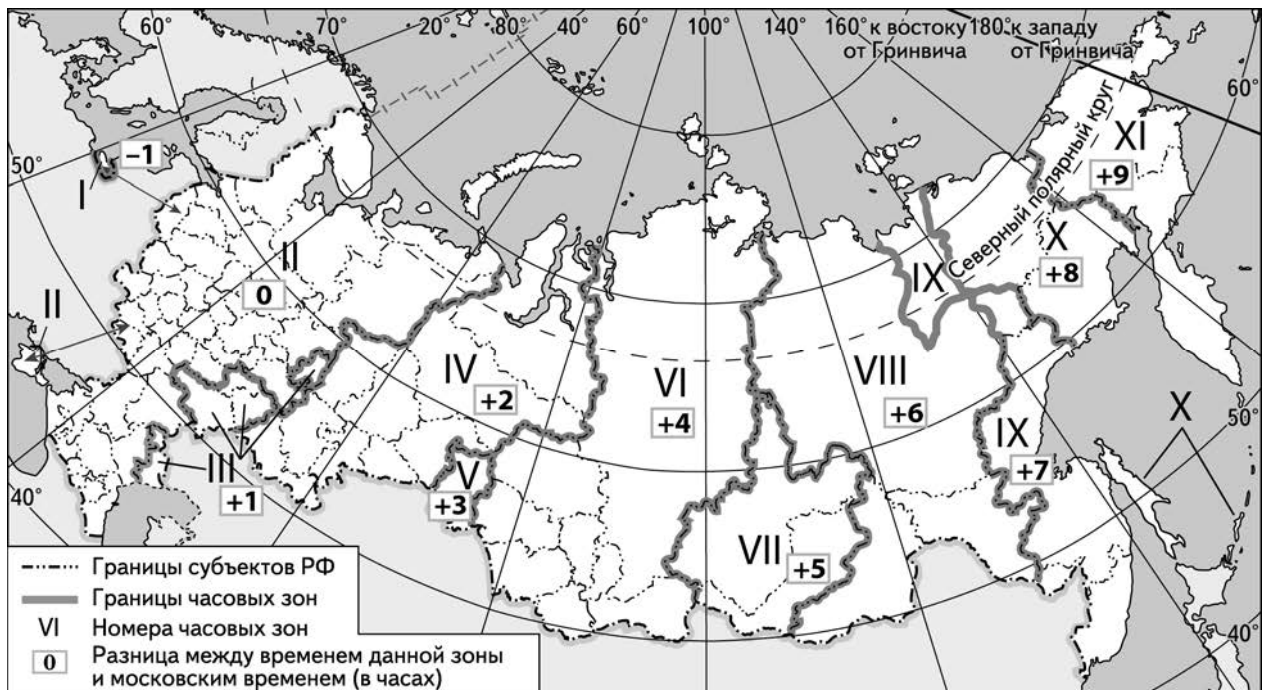 60° 70° 20° 40° 60° 100° 140° 160° к востоку 180° к западу
от Гринвича от Гринвича
60°
50°
–1
I
Северный полярный круг
XI
+9
II
0
X
+8
IX
II
IV
+2
VI
+4
VIII
+6
X
50°
IX
+7
III
+1
V
+3
40°
VII
+5
40°
Границы субъектов РФ
Границы часовых зон
VI Номера часовых зон
0 Разница между временем данной зоны
и московским временем (в часах)